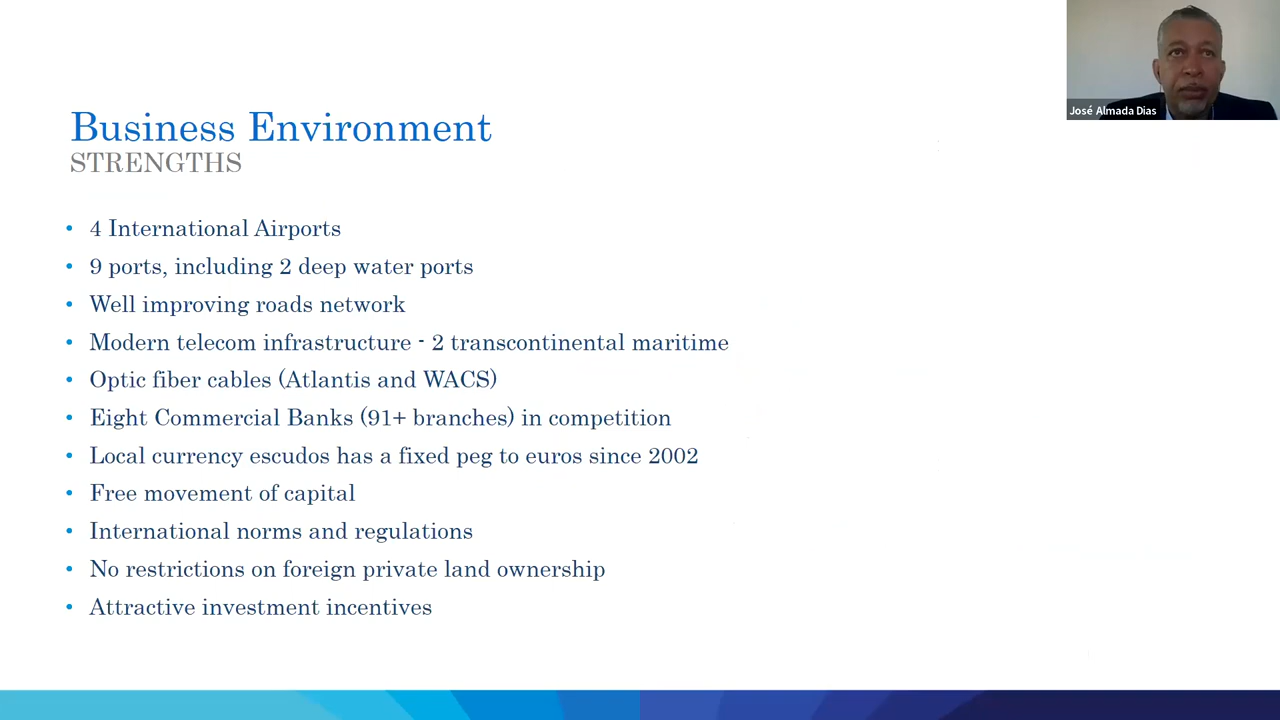 José Almada Dias
Business Environment
STRENGTHS
• 4 International Airports
• 9 ports, including 2 deep water ports
• Well improving roads network
• Modern telecom infrastructure - 2 transcontinental maritime
• Optic fiber cables (Atlantis and WACS)
• Eight Commercial Banks (91+ branches) in competition
• Local currency escudos has a fixed peg to euros since 2002
• Free movement of capital
• International norms and regulations
• No restrictions on foreign private land ownership
• Attractive investment incentives